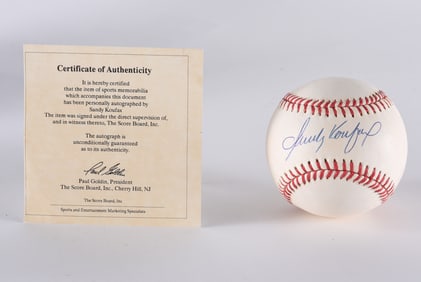 Certificate of Authenticity
It is hereby certified
that the item of sports memorabilia
which accompanies this document
has been personally autographed by
Sandy Koufax
The item was signed under the direct supervision of,
and in witness thereto, The Score Board, Inc.
The autograph is
unconditionally guaranteed
as to its authenticity.
Paul Goldin
Paul Goldin, President
The Score Board, Inc., Cherry Hill, NJ
The Score Board, Inc
Sports and Entertainment Marketing Specialists
Sandy Koufax